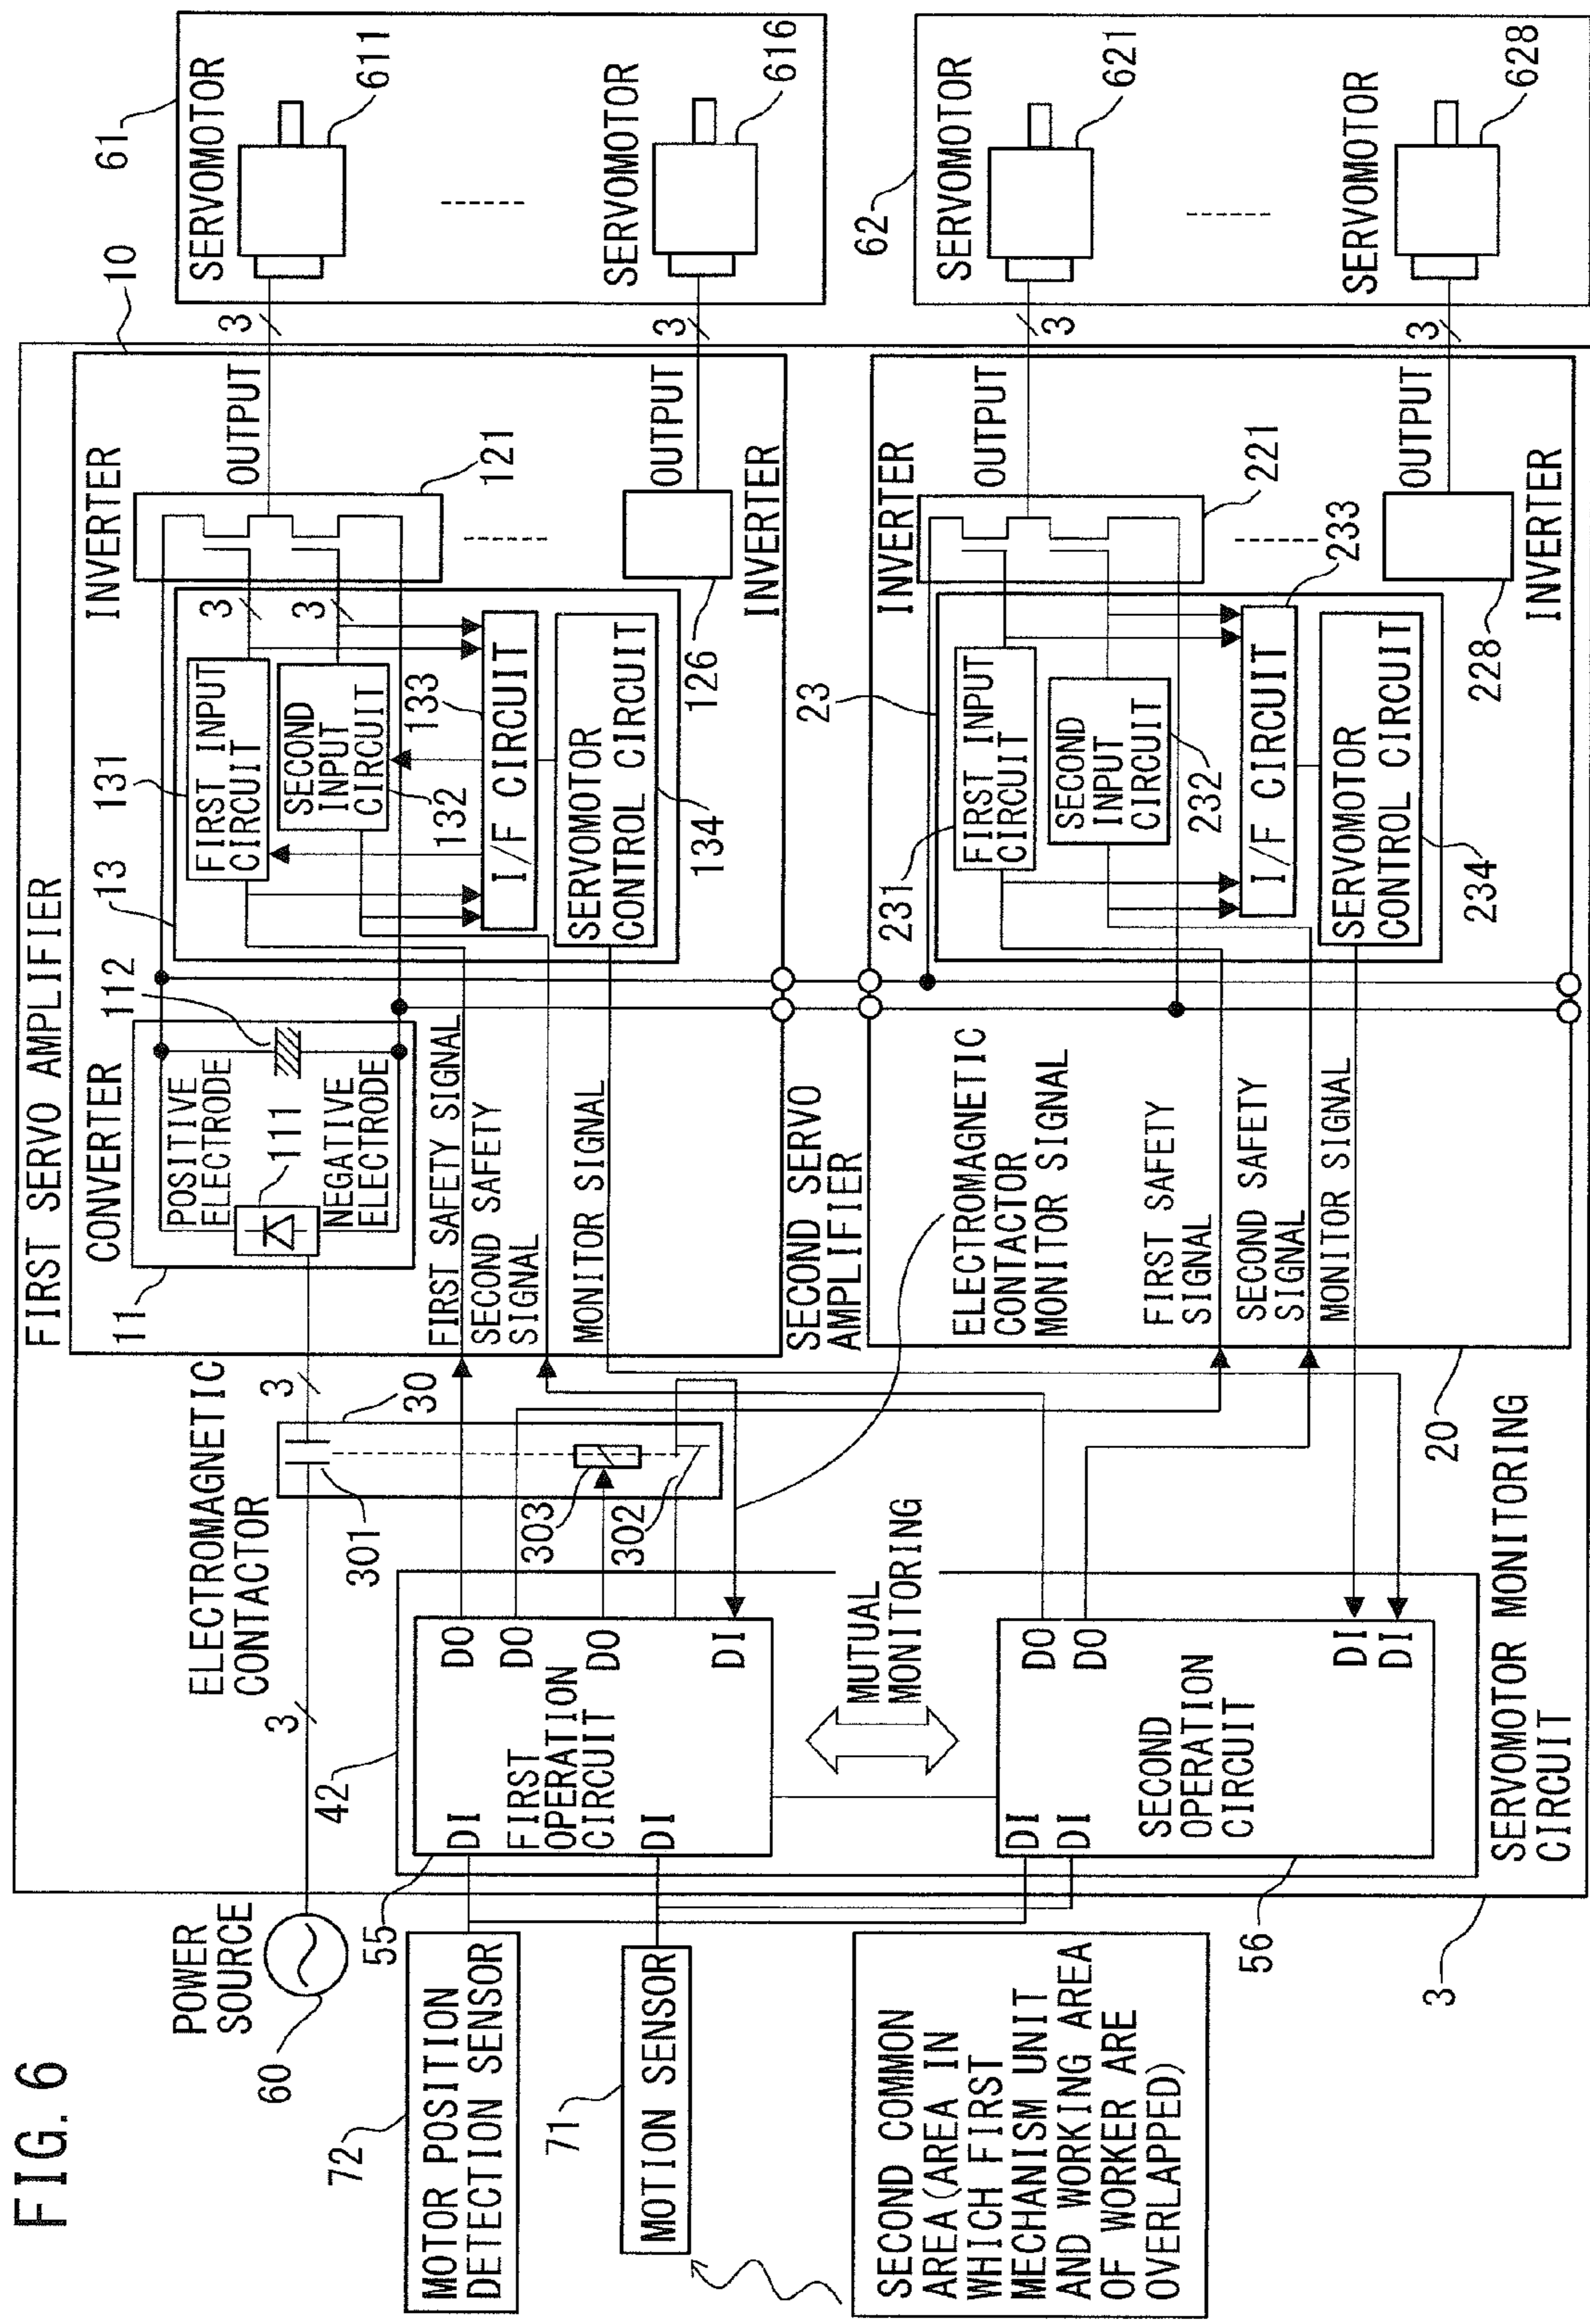 FIG. 6
POWER
SOURCE
60
ELECTROMAGNETIC
CONTACTOR
3
3
301
30
303
302
FIRST SERVO AMPLIFIER
10
CONVERTER
11
POSITIVE
ELECTRODE
111
NEGATIVE
ELECTRODE
112
13
131
FIRST INPUT
CIRCUIT
SECOND
INPUT
CIRCUIT
132
133
I/F CIRCUIT
SERVOMOTOR
CONTROL CIRCUIT
134
3
3
INVERTER
121
OUTPUT
3
126
INVERTER
OUTPUT
3
61
SERVOMOTOR
611
SERVOMOTOR
616
FIRST SAFETY SIGNAL
SECOND SAFETY
SIGNAL
MONITOR SIGNAL
72
MOTOR POSITION
DETECTION SENSOR
71
MOTION SENSOR
SECOND COMMON
AREA(AREA IN
WHICH FIRST
MECHANISM UNIT
AND WORKING AREA
OF WORKER ARE
OVERLAPPED)
42
55
DI
FIRST
OPERATION
CIRCUIT
DI
DO
DO
DO
DI
MUTUAL
MONITORING
DI
DI
SECOND
OPERATION
CIRCUIT
DO
DO
DI
DI
56
SERVOMOTOR MONITORING
CIRCUIT
3
SECOND SERVO
AMPLIFIER
20
ELECTROMAGNETIC
CONTACTOR
MONITOR SIGNAL
FIRST SAFETY
SIGNAL
SECOND SAFETY
SIGNAL
MONITOR SIGNAL
23
231
FIRST INPUT
CIRCUIT
SECOND
INPUT
CIRCUIT
232
I/F CIRCUIT
233
SERVOMOTOR
CONTROL CIRCUIT
234
INVERTER
221
OUTPUT
3
228
INVERTER
OUTPUT
3
62
SERVOMOTOR
621
SERVOMOTOR
628